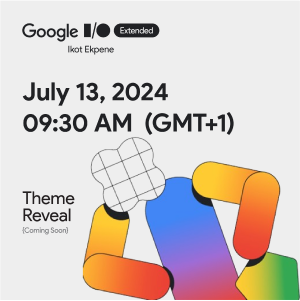 Google I/O Extended
Ikot Ekpene
July 13, 2024
09:30 AM (GMT+1)
Theme
Reveal
(Coming Soon)